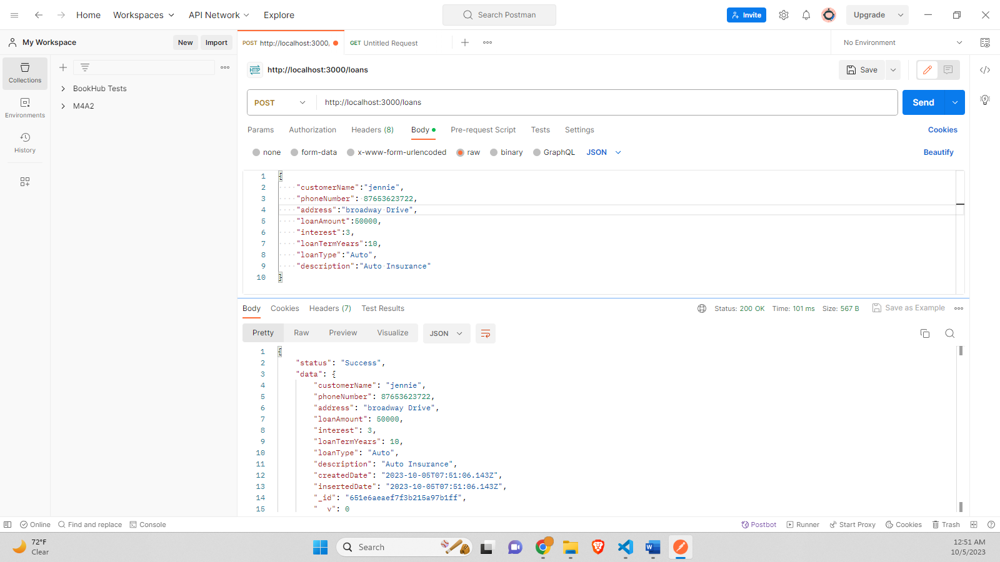 Home Workspaces API Network Explore Search Postman Invite Upgrade
My Workspace New Import POST http://localhost:3000/ GET Untitled Request No Environment
Collections
Environments
History
BookHub Tests
M4A2
HTTP http://localhost:3000/loans Save
POST http://localhost:3000/loans Send
Params Authorization Headers (8) Body Pre-request Script Tests Settings Cookies
none form-data x-www-form-urlencoded raw binary GraphQL JSON Beautify
1 {
2 "customerName":"jennie",
3 "phoneNumber": 87653623722,
4 "address":"broadway Drive",
5 "loanAmount":50000,
6 "interest":3,
7 "loanTermYears":10,
8 "loanType":"Auto",
9 "description":"Auto Insurance"
10 }
Body Cookies Headers (7) Test Results Status: 200 OK Time: 101 ms Size: 567 B Save as Example
Pretty Raw Preview Visualize JSON
1 {
2 "status": "Success",
3 "data": {
4 "customerName": "jennie",
5 "phoneNumber": 87653623722,
6 "address": "broadway Drive",
7 "loanAmount": 50000,
8 "interest": 3,
9 "loanTermYears": 10,
10 "loanType": "Auto",
11 "description": "Auto Insurance",
12 "createdDate": "2023-10-05T07:51:06.143Z",
13 "insertedDate": "2023-10-05T07:51:06.143Z",
14 "_id": "651e6aeaef7f3b215a97b1ff",
15 "__v": 0
Online Find and replace Console Postbot Runner Start Proxy Cookies Trash
72°F
Clear
Search
12:51 AM
10/5/2023